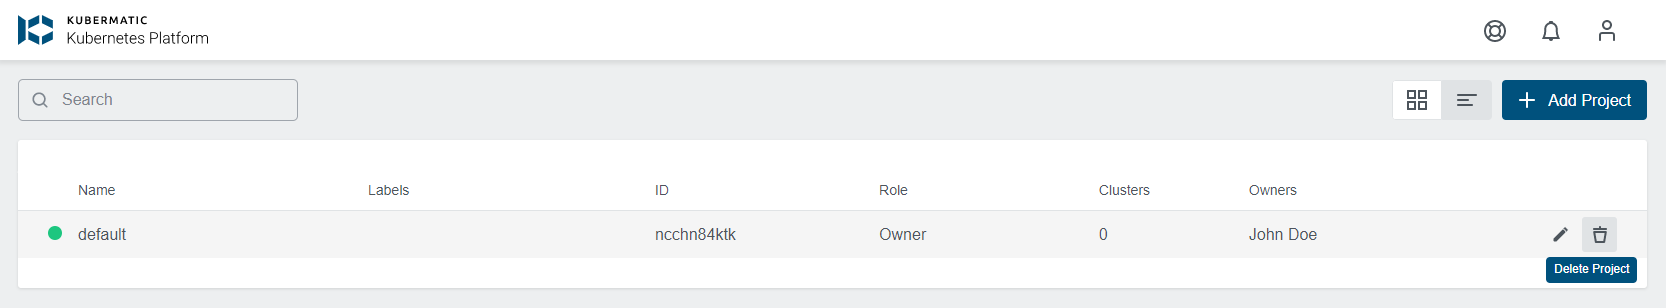 KUBERMATIC
Kubernetes Platform
Search
Add Project
Name Labels ID Role Clusters Owners
default ncchn84ktk Owner 0 John Doe
Delete Project